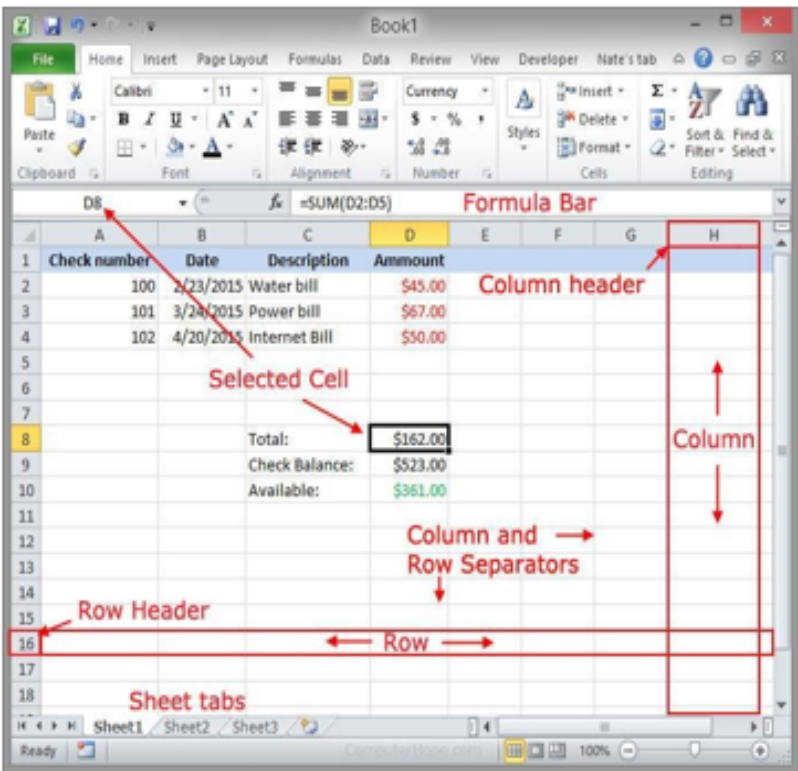 Book1
File Home Insert Page Layout Formulas Data Review View Developer Nate's tab
Calibri 11 Currency Insert Σ
Paste B I U A A $ % , Styles Delete Sort & Find &
Format Filter Select
Clipboard Font Alignment Number Cells Editing
D8 fx =SUM(D2:D5) Formula Bar
A B C D E F G H
1 Check number Date Description Ammount
2 100 2/23/2015 Water bill $45.00 Column header
3 101 3/24/2015 Power bill $67.00
4 102 4/20/2015 Internet Bill $50.00
5
6 Selected Cell
7
8 Total: $162.00 Column
9 Check Balance: $523.00
10 Available: $361.00
11
12 Column and
13 Row Separators
14
15 Row Header
16 Row
17
18 Sheet tabs
Sheet1 Sheet2 Sheet3
Ready ComputerHope.com 100%